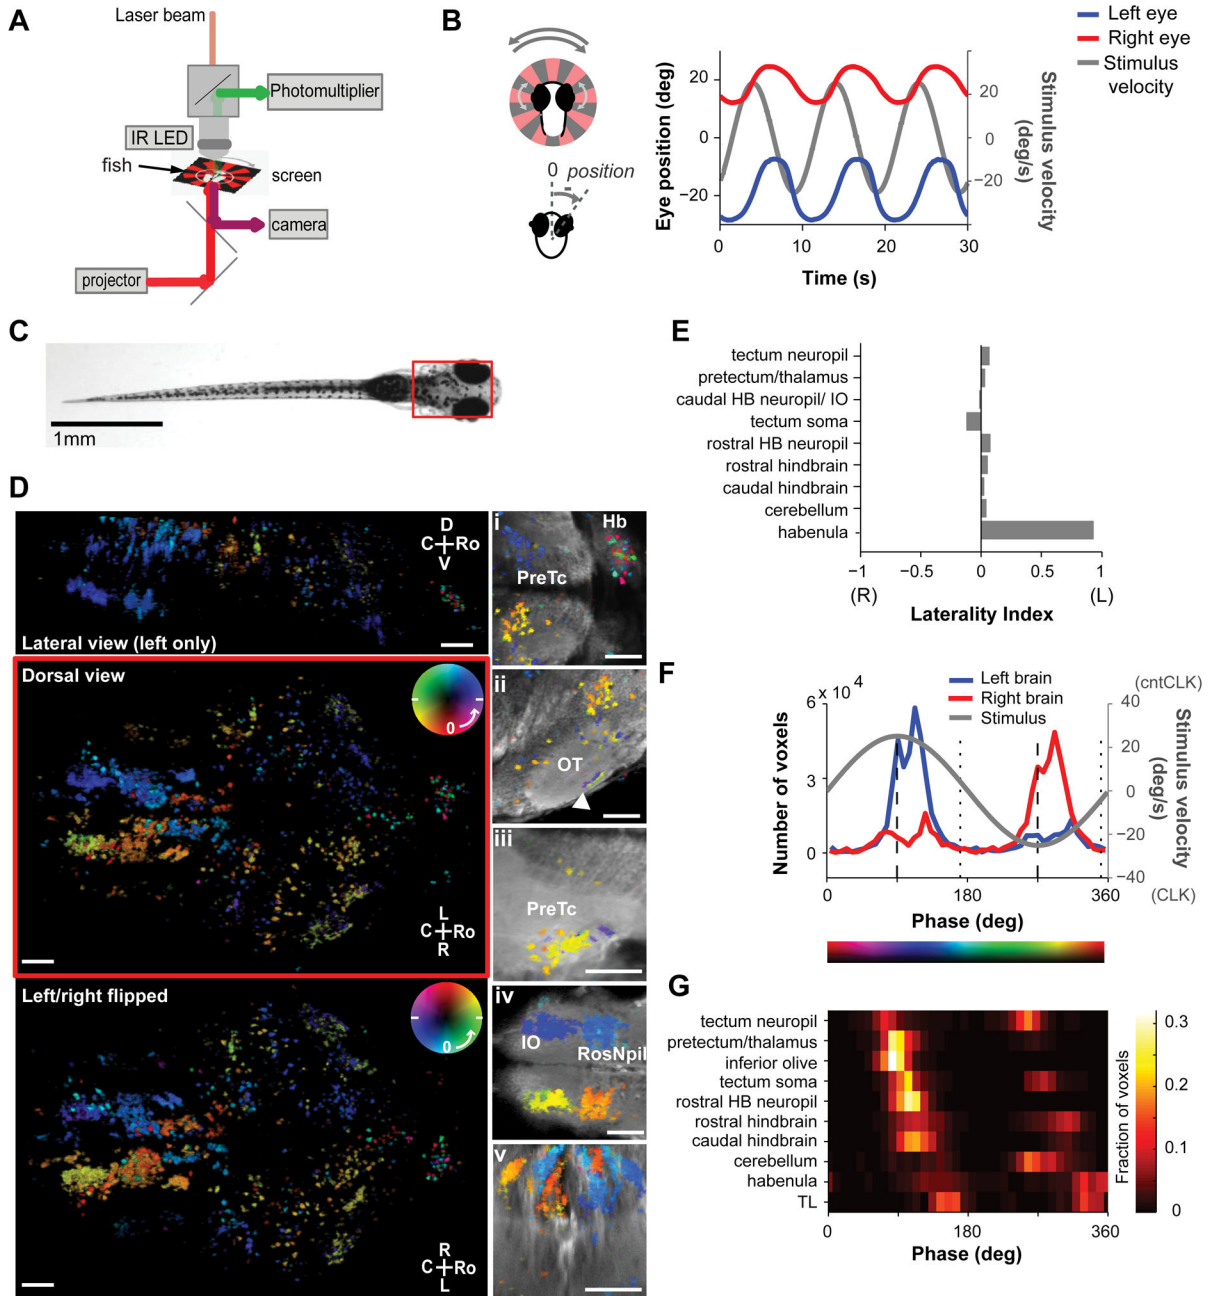 A
Laser beam
Photomultiplier
IR LED
fish
screen
camera
projector
B
0
- position
Left eye
Right eye
Stimulus
velocity
Eye position (deg)
20
0
−20
Stimulus velocity
(deg/s)
20
0
−20
0
10
20
30
Time (s)
C
1mm
D
D
C Ro
V
Lateral view (left only)
Dorsal view
0
L
C Ro
R
Left/right flipped
0
R
C Ro
L
i
Hb
PreTc
ii
OT
iii
PreTc
iv
IO
RosNpil
v
E
tectum neuropil
pretectum/thalamus
caudal HB neuropil/ IO
tectum soma
rostral HB neuropil
rostral hindbrain
caudal hindbrain
cerebellum
habenula
−1 −0.5 0 0.5 1
(R) (L)
Laterality Index
F
Left brain
Right brain
Stimulus
(cntCLK)
6 x 10 4
3
0
Number of voxels
40
20
0
−20
−40
Stimulus velocity
(deg/s)
(CLK)
0 180 360
Phase (deg)
G
tectum neuropil
pretectum/thalamus
inferior olive
tectum soma
rostral HB neuropil
rostral hindbrain
caudal hindbrain
cerebellum
habenula
TL
0 180 360
Phase (deg)
0.3
0.2
0.1
0
Fraction of voxels